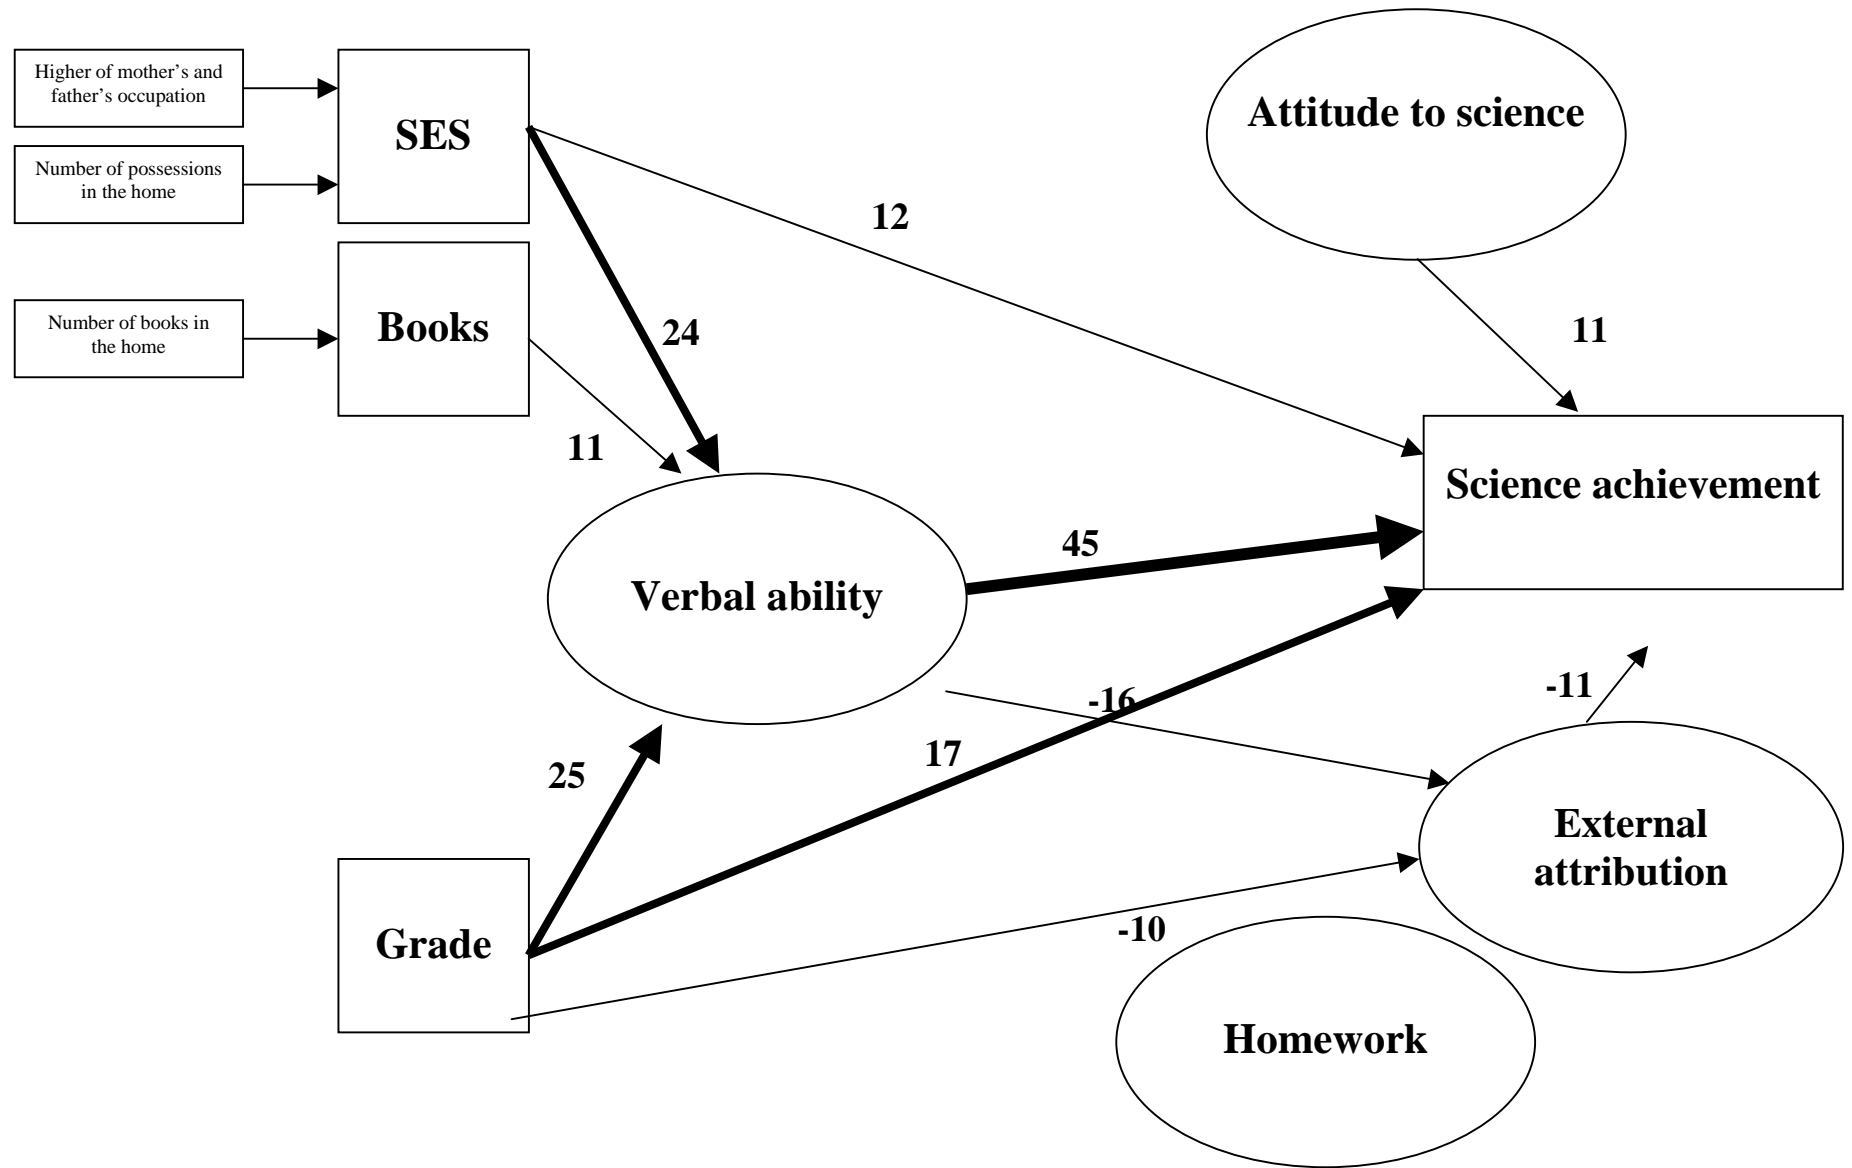 Higher of mother’s and
father’s occupation
SES
Attitude to science
Number of possessions
in the home
12
Number of books in
the home
Books
24
11
11
Science achievement
45
Verbal ability
-16
-11
17
25
External
attribution
-10
Grade
Homework